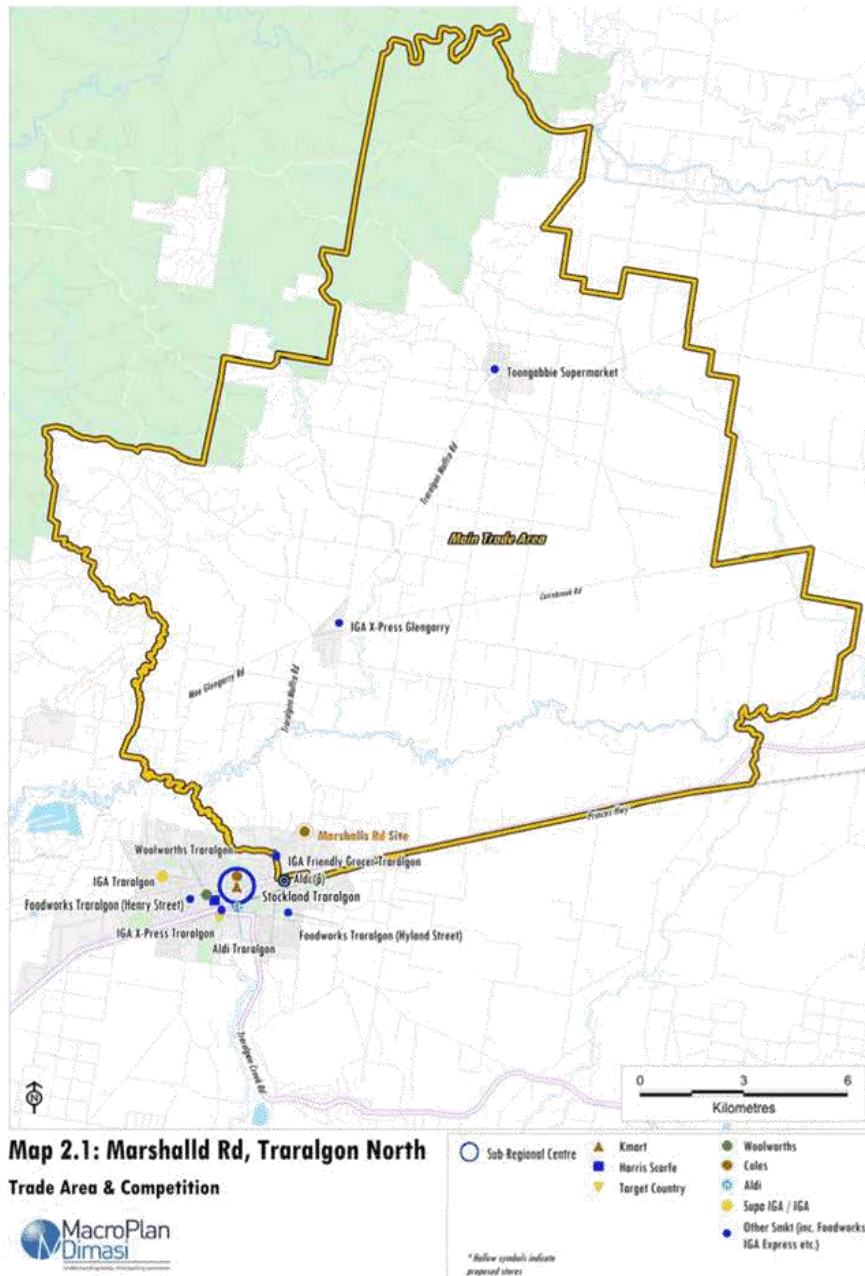 Toongabbie Supermarket
Traralgon Maffra Rd
Main Trade Area
Cowwarr Rd
IGA X-Press Glengarry
Moe Glengarry Rd
Traralgon Maffra Rd
Princes Hwy
Marshalls Rd Site
Woolworths Traralgon
IGA Friendly Grocer Traralgon
Aldi (p)
IGA Traralgon
Stockland Traralgon
Foodworks Traralgon (Henry Street)
IGA X-Press Traralgon
Foodworks Traralgon (Hyland Street)
Aldi Traralgon
Traralgon Creek Rd
N
0 3 6
Kilometres
Map 2.1: Marshalld Rd, Traralgon North
Trade Area & Competition
MacroPlan
Dimasi
Sub-Regional Centre
Kmart
Harris Scarfe
Target Country
Woolworths
Coles
Aldi
Supa IGA / IGA
Other Smkt (inc. Foodworks
IGA Express etc.)
* Hollow symbols indicate
proposed stores